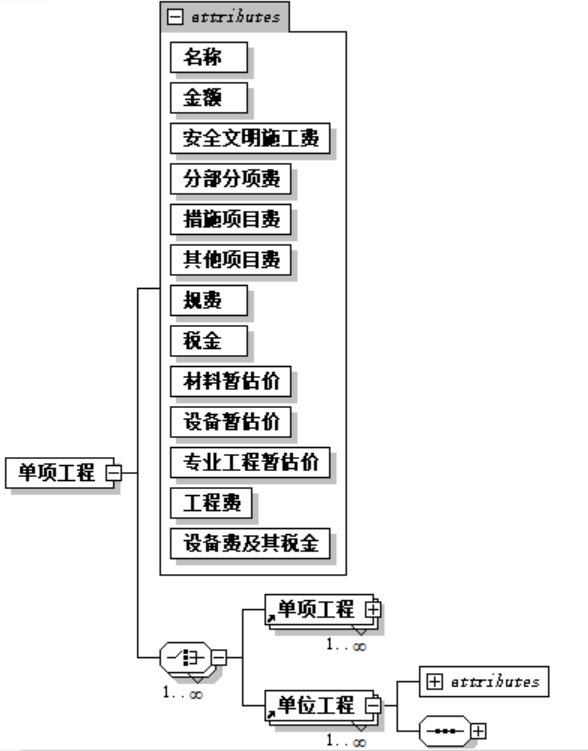 attributes
名称
金额
安全文明施工费
分部分项费
措施项目费
其他项目费
规费
税金
材料暂估价
设备暂估价
专业工程暂估价
工程费
设备费及其税金
单项工程
单项工程
1..∞
1..∞
单位工程
attributes
1..∞